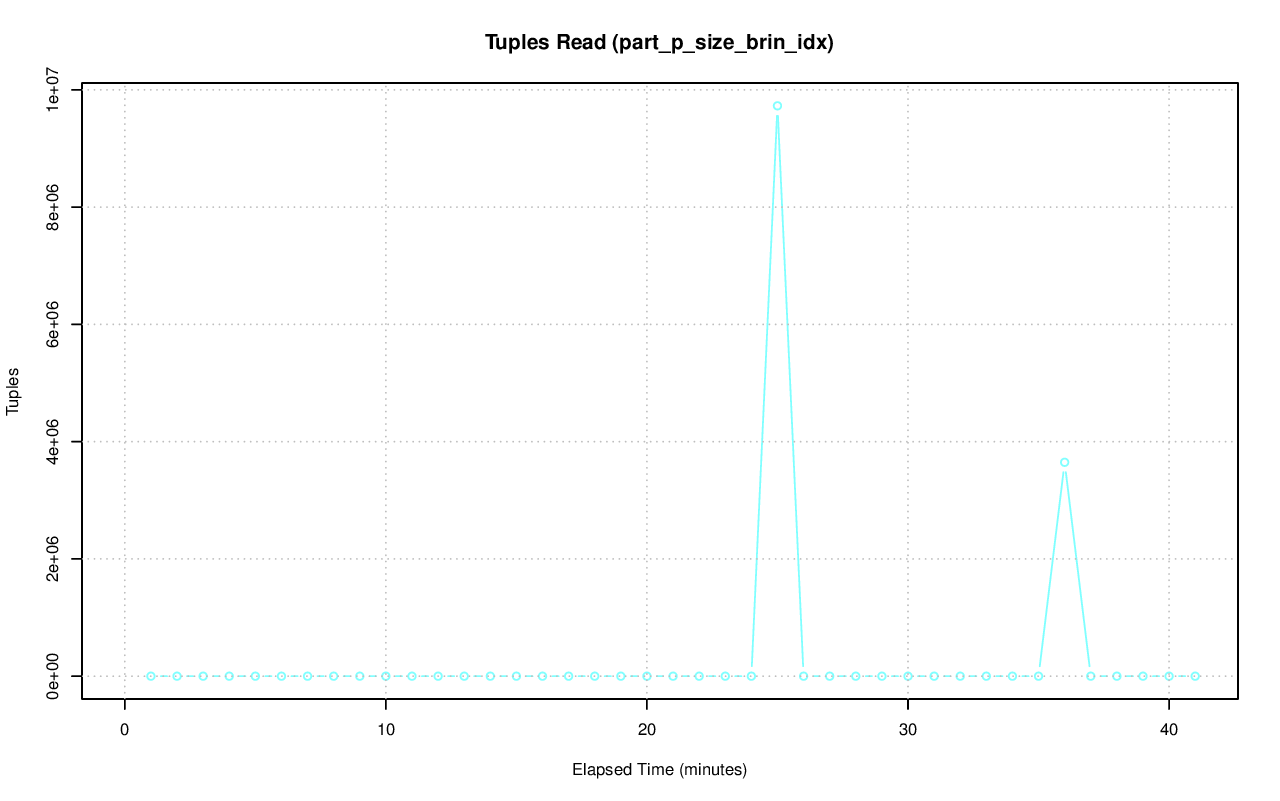 Tuples Read (part_p_size_brin_idx)
Tuples
1e+07
8e+06
6e+06
4e+06
2e+06
0e+00
0 10 20 30 40
Elapsed Time (minutes)